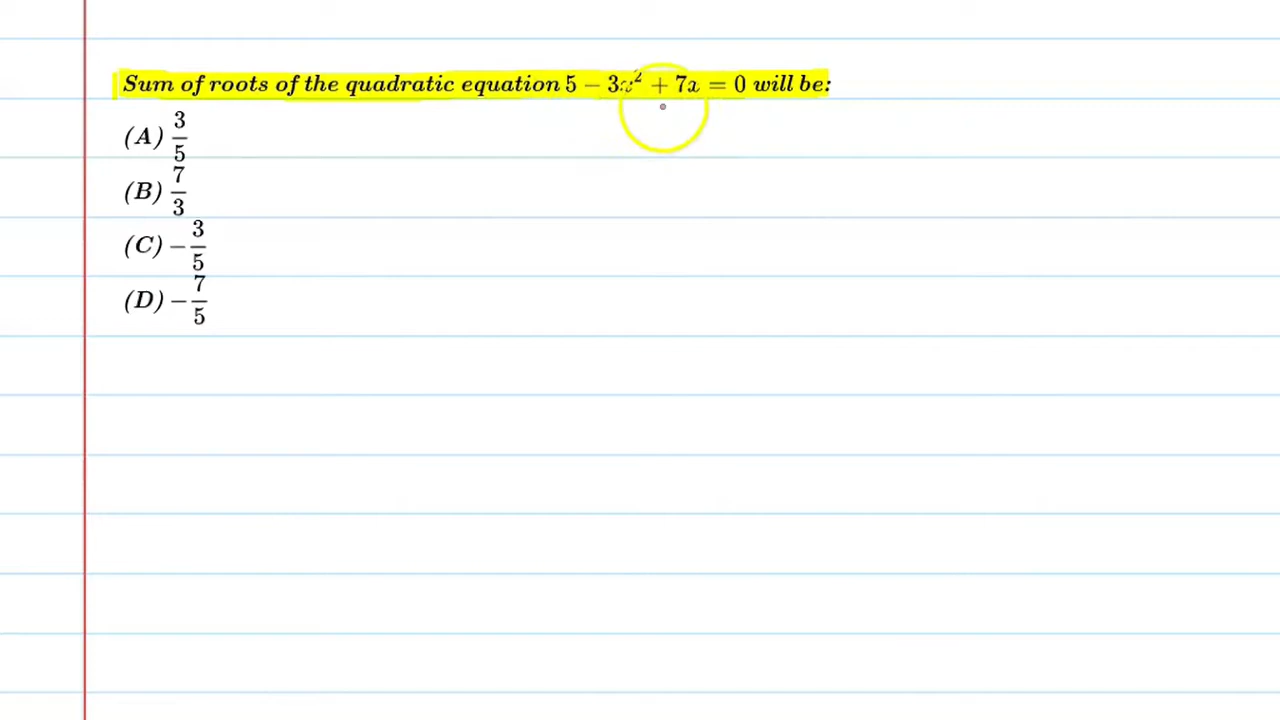 Sum of roots of the quadratic equation 5 − 3x² + 7x = 0 will be:
(A) 3/5
(B) 7/3
(C) −3/5
(D) −7/5